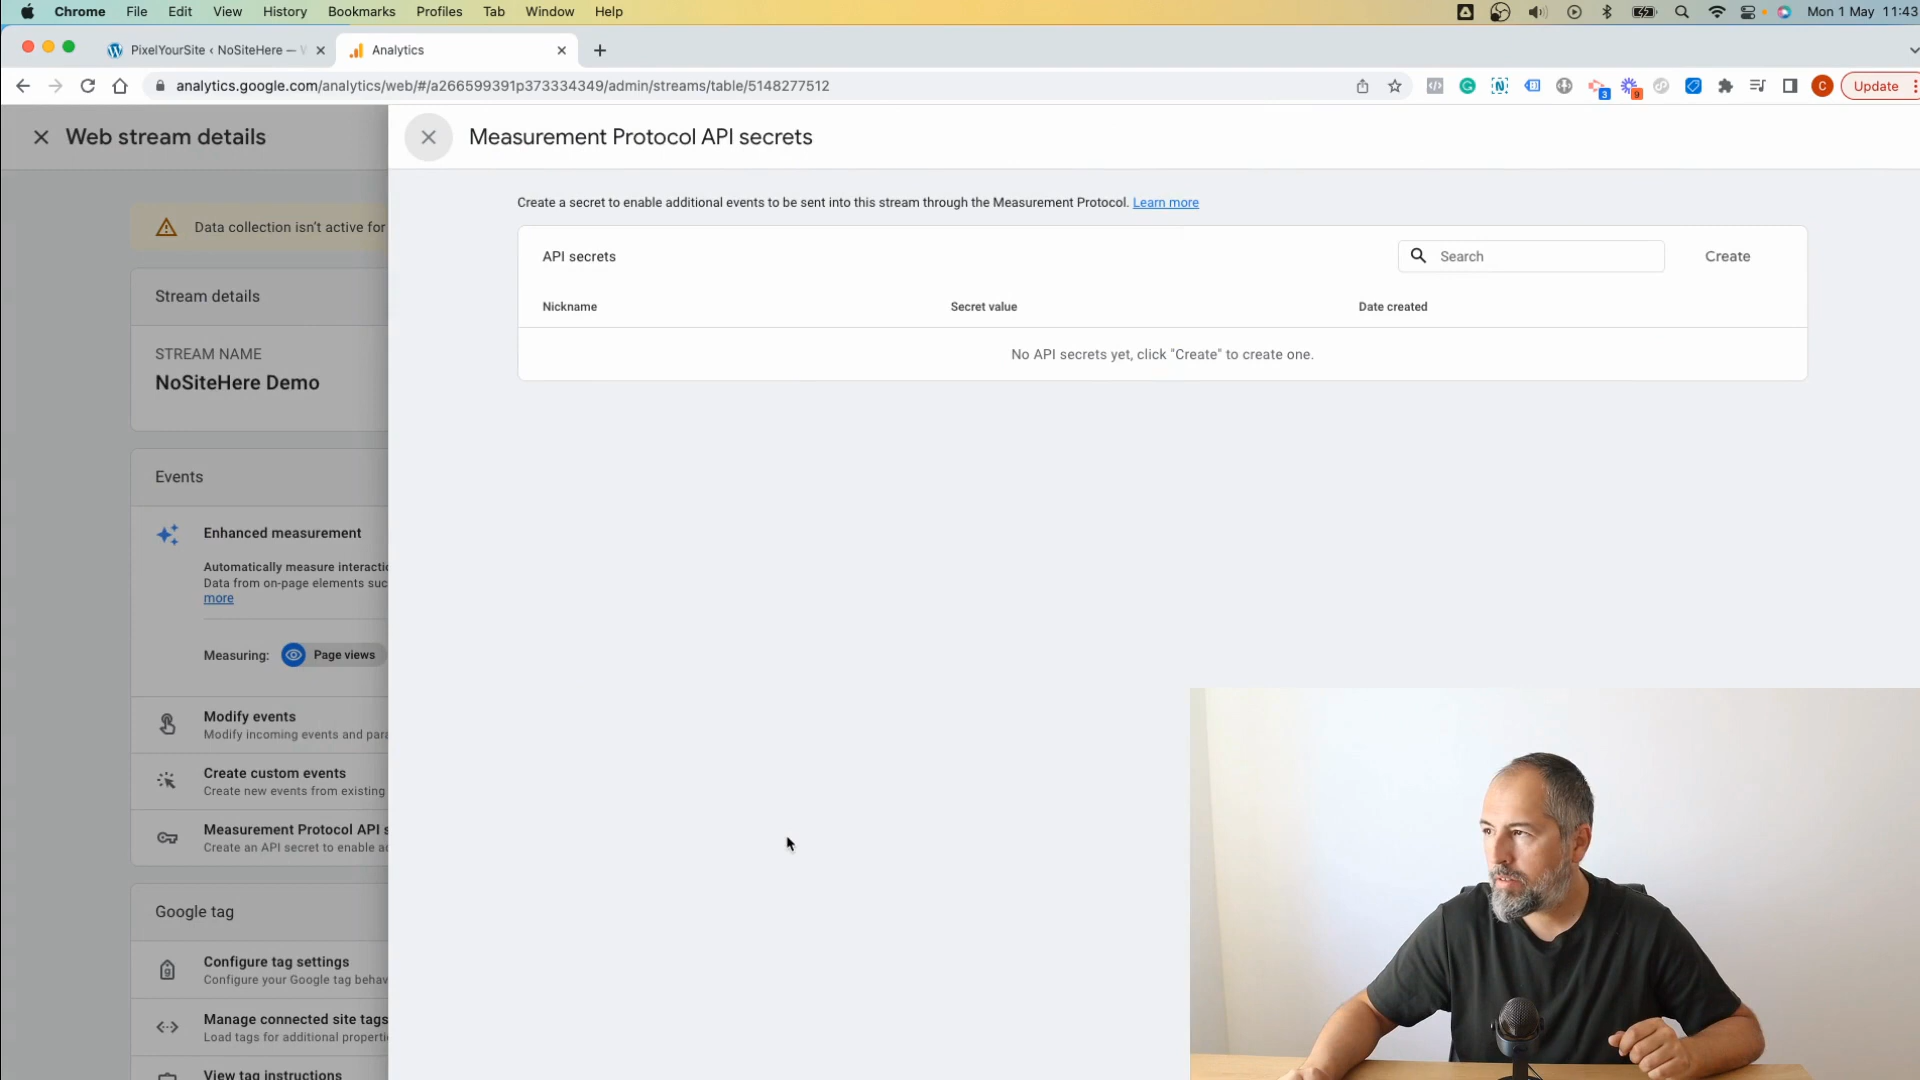 Chrome File Edit View History Bookmarks Profiles Tab Window Help
Mon 1 May 11:43
PixelYourSite ‹ NoSiteHere —
Analytics
analytics.google.com/analytics/web/#/a266599391p373334349/admin/streams/table/5148277512
3
9
C
Update
Web stream details
Measurement Protocol API secrets
Create a secret to enable additional events to be sent into this stream through the Measurement Protocol. Learn more
Data collection isn't active for
API secrets
Search
Create
Stream details
Nickname Secret value Date created
No API secrets yet, click "Create" to create one.
STREAM NAME
NoSiteHere Demo
Events
Enhanced measurement
Automatically measure interacti
Data from on-page elements suc
more
Measuring: Page views
Modify events
Modify incoming events and para
Create custom events
Create new events from existing
Measurement Protocol API s
Create an API secret to enable ad
Google tag
Configure tag settings
Configure your Google tag behav
Manage connected site tags
Load tags for additional properti
View tag instructions